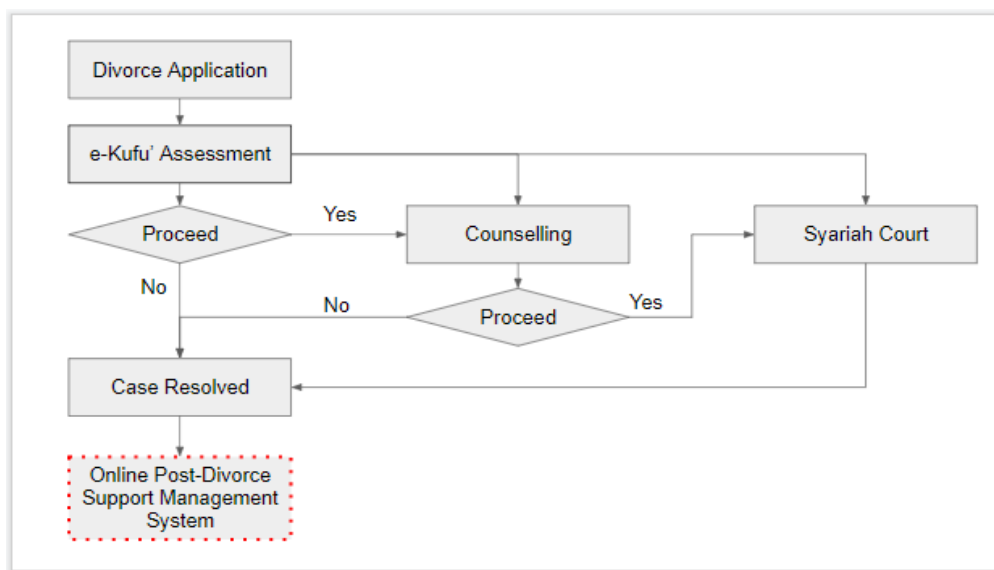 Divorce Application
e-Kufu' Assessment
Proceed
Yes
Counselling
Syariah Court
No
No
Proceed
Yes
Case Resolved
Online Post-Divorce
Support Management
System